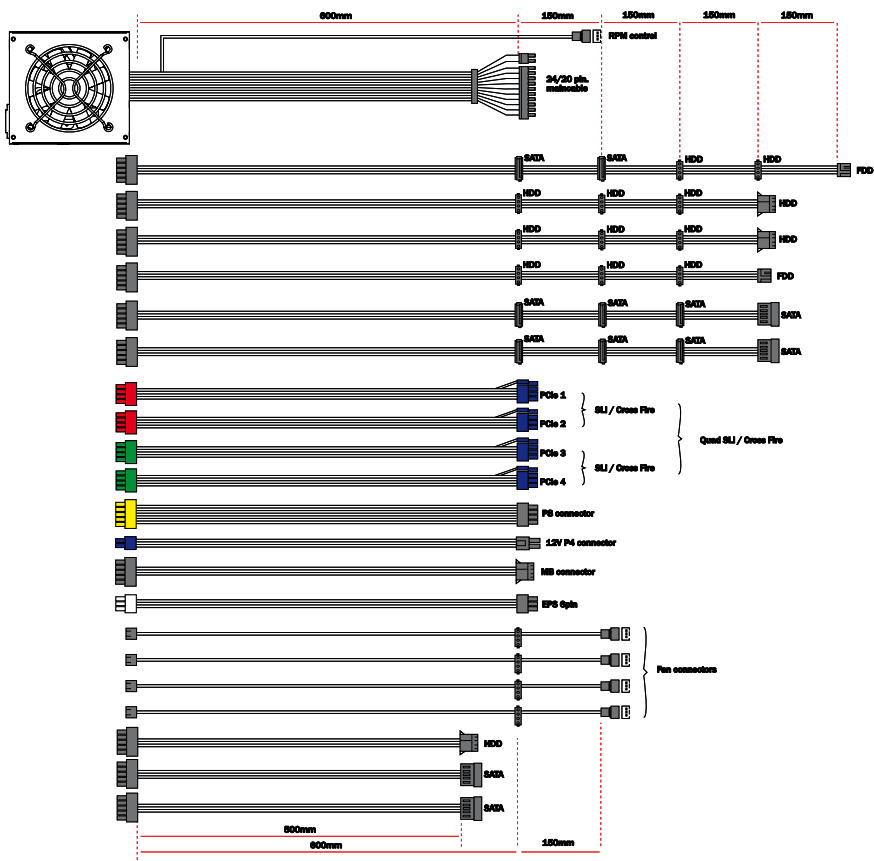 600mm
150mm
150mm
150mm
150mm
RPM control
24/20 pin.
maincable
SATA
SATA
HDD
HDD
FDD
HDD
HDD
HDD
HDD
HDD
HDD
HDD
HDD
HDD
HDD
HDD
FDD
SATA
SATA
SATA
SATA
SATA
SATA
SATA
SATA
PCIe 1
SLI / Cross Fire
PCIe 2
Quad SLI / Cross Fire
PCIe 3
SLI / Cross Fire
PCIe 4
P8 connector
12V P4 connector
MB connector
EPS 6pin
Fan connectors
HDD
SATA
SATA
500mm
600mm
150mm